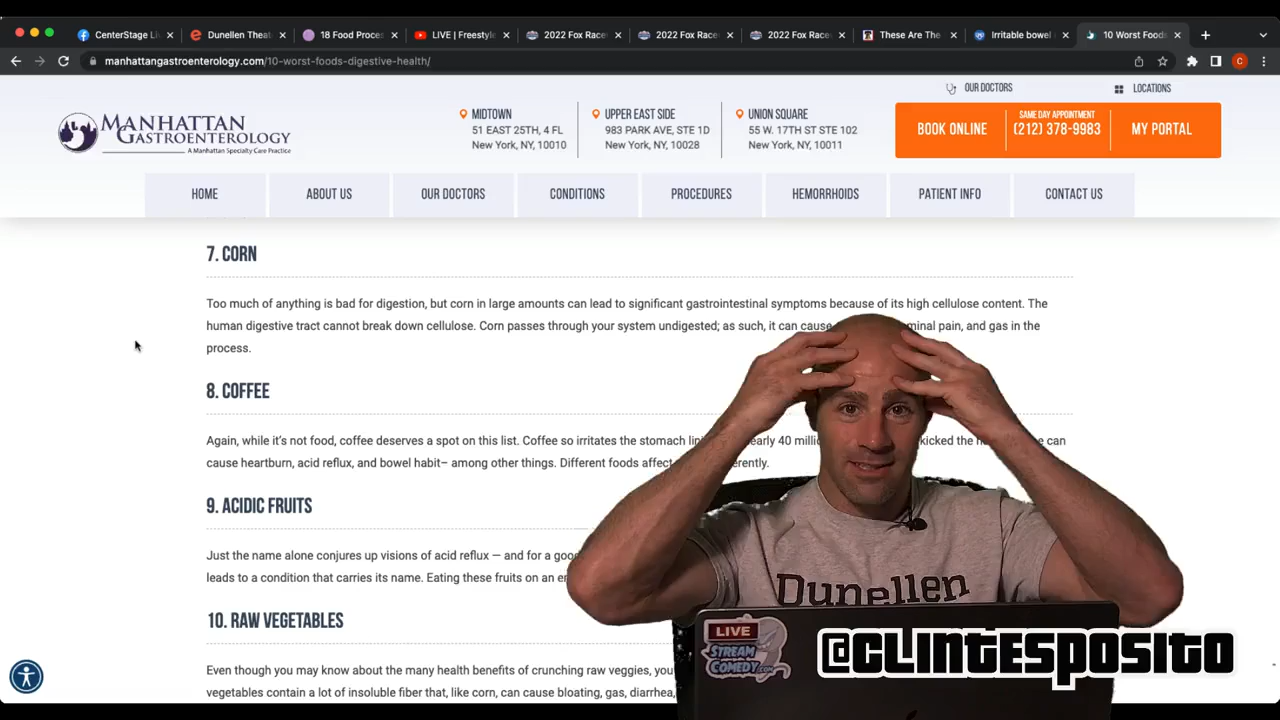 CenterStage Li
Dunellen Theat
18 Food Proces
LIVE | Freestyle
2022 Fox Race
2022 Fox Race
2022 Fox Race
These Are The
Irritable bowel
10 Worst Foods
manhattangastroenterology.com/10-worst-foods-digestive-health/
C
OUR DOCTORS
LOCATIONS
MANHATTAN
GASTROENTEROLOGY
A Manhattan Specialty Care Practice
MIDTOWN
51 EAST 25TH, 4 FL
New York, NY, 10010
UPPER EAST SIDE
983 PARK AVE, STE 1D
New York, NY, 10028
UNION SQUARE
55 W. 17TH ST STE 102
New York, NY, 10011
BOOK ONLINE
SAME DAY APPOINTMENT
(212) 378-9983
MY PORTAL
HOME
ABOUT US
OUR DOCTORS
CONDITIONS
PROCEDURES
HEMORRHOIDS
PATIENT INFO
CONTACT US
7. CORN
Too much of anything is bad for digestion, but corn in large amounts can lead to significant gastrointestinal symptoms because of its high cellulose content. The
human digestive tract cannot break down cellulose. Corn passes through your system undigested; as such, it can cause minal pain, and gas in the
process.
8. COFFEE
Again, while it's not food, coffee deserves a spot on this list. Coffee so irritates the stomach li early 40 millio kicked the e can
cause heartburn, acid reflux, and bowel habit– among other things. Different foods affect erently.
9. ACIDIC FRUITS
Just the name alone conjures up visions of acid reflux — and for a good
leads to a condition that carries its name. Eating these fruits on an e
10. RAW VEGETABLES
Even though you may know about the many health benefits of crunching raw veggies, you
vegetables contain a lot of insoluble fiber that, like corn, can cause bloating, gas, diarrhea,
Dunellen
LIVE
STREAM
COMEDY.com
@CLINTESPOSITO